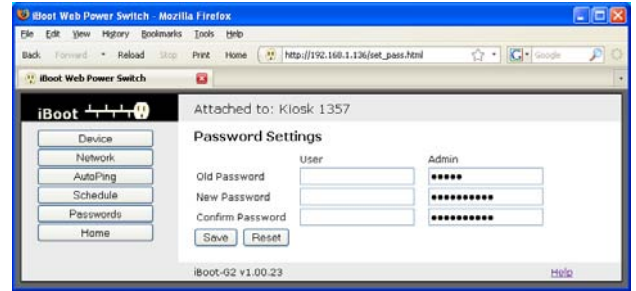 iBoot Web Power Switch - Mozilla Firefox
File Edit View History Bookmarks Tools Help
Back Forward Reload Stop Print Home http://192.168.1.136/set_pass.html Google
iBoot Web Power Switch
iBoot Attached to: Kiosk 1357
Device
Network
AutoPing
Schedule
Passwords
Home
Password Settings
User Admin
Old Password •••••
New Password ••••••••••
Confirm Password ••••••••••
Save Reset
iBoot-G2 v1.00.23 Help